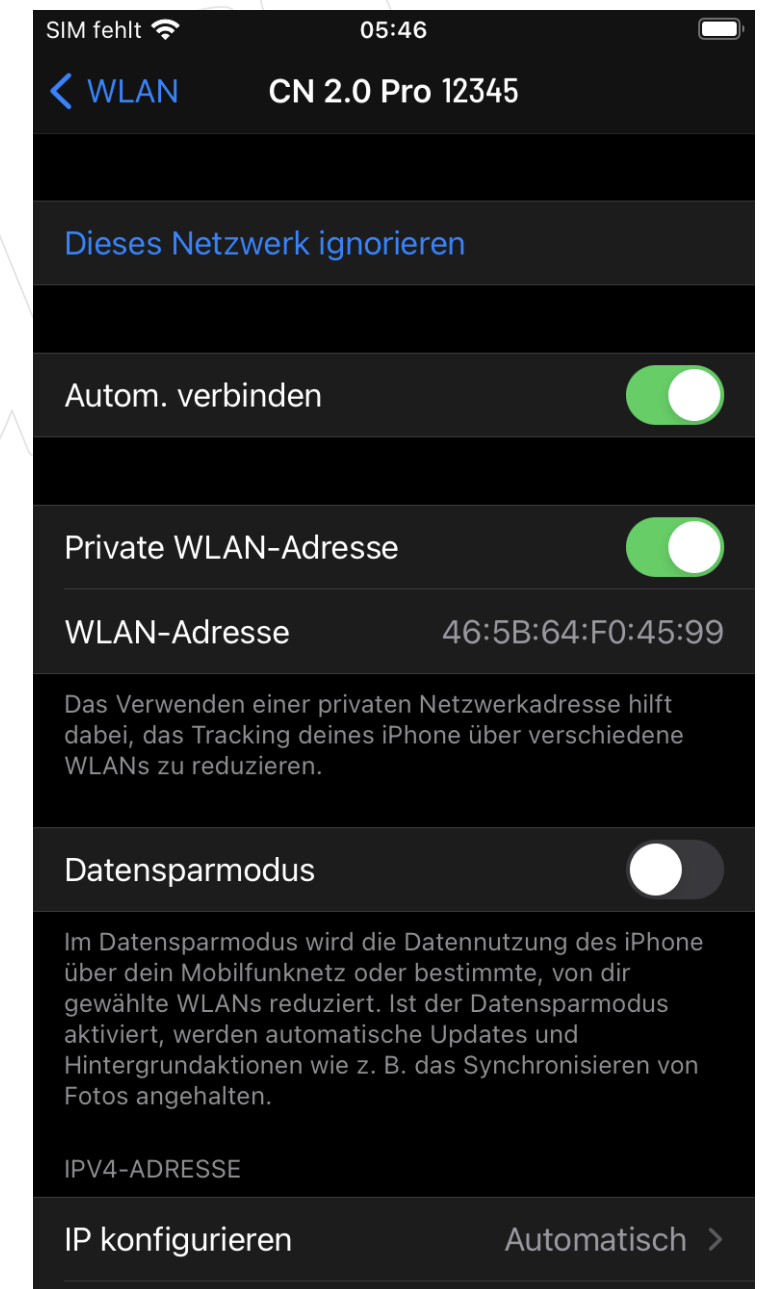 SIM fehlt 05:46
WLAN CN 2.0 Pro 12345
Dieses Netzwerk ignorieren
Autom. verbinden
Private WLAN-Adresse
WLAN-Adresse 46:5B:64:F0:45:99
Das Verwenden einer privaten Netzwerkadresse hilft
dabei, das Tracking deines iPhone über verschiedene
WLANs zu reduzieren.
Datensparmodus
Im Datensparmodus wird die Datennutzung des iPhone
über dein Mobilfunknetz oder bestimmte, von dir
gewählte WLANs reduziert. Ist der Datensparmodus
aktiviert, werden automatische Updates und
Hintergrundaktionen wie z. B. das Synchronisieren von
Fotos angehalten.
IPV4-ADRESSE
IP konfigurieren Automatisch